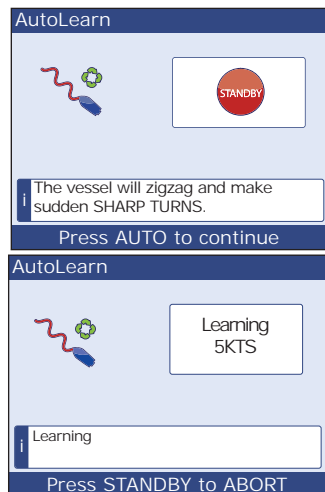 AutoLearn
STANDBY
i
The vessel will zigzag and make
sudden SHARP TURNS.
Press AUTO to continue
AutoLearn
Learning
5KTS
i
Learning
Press STANDBY to ABORT